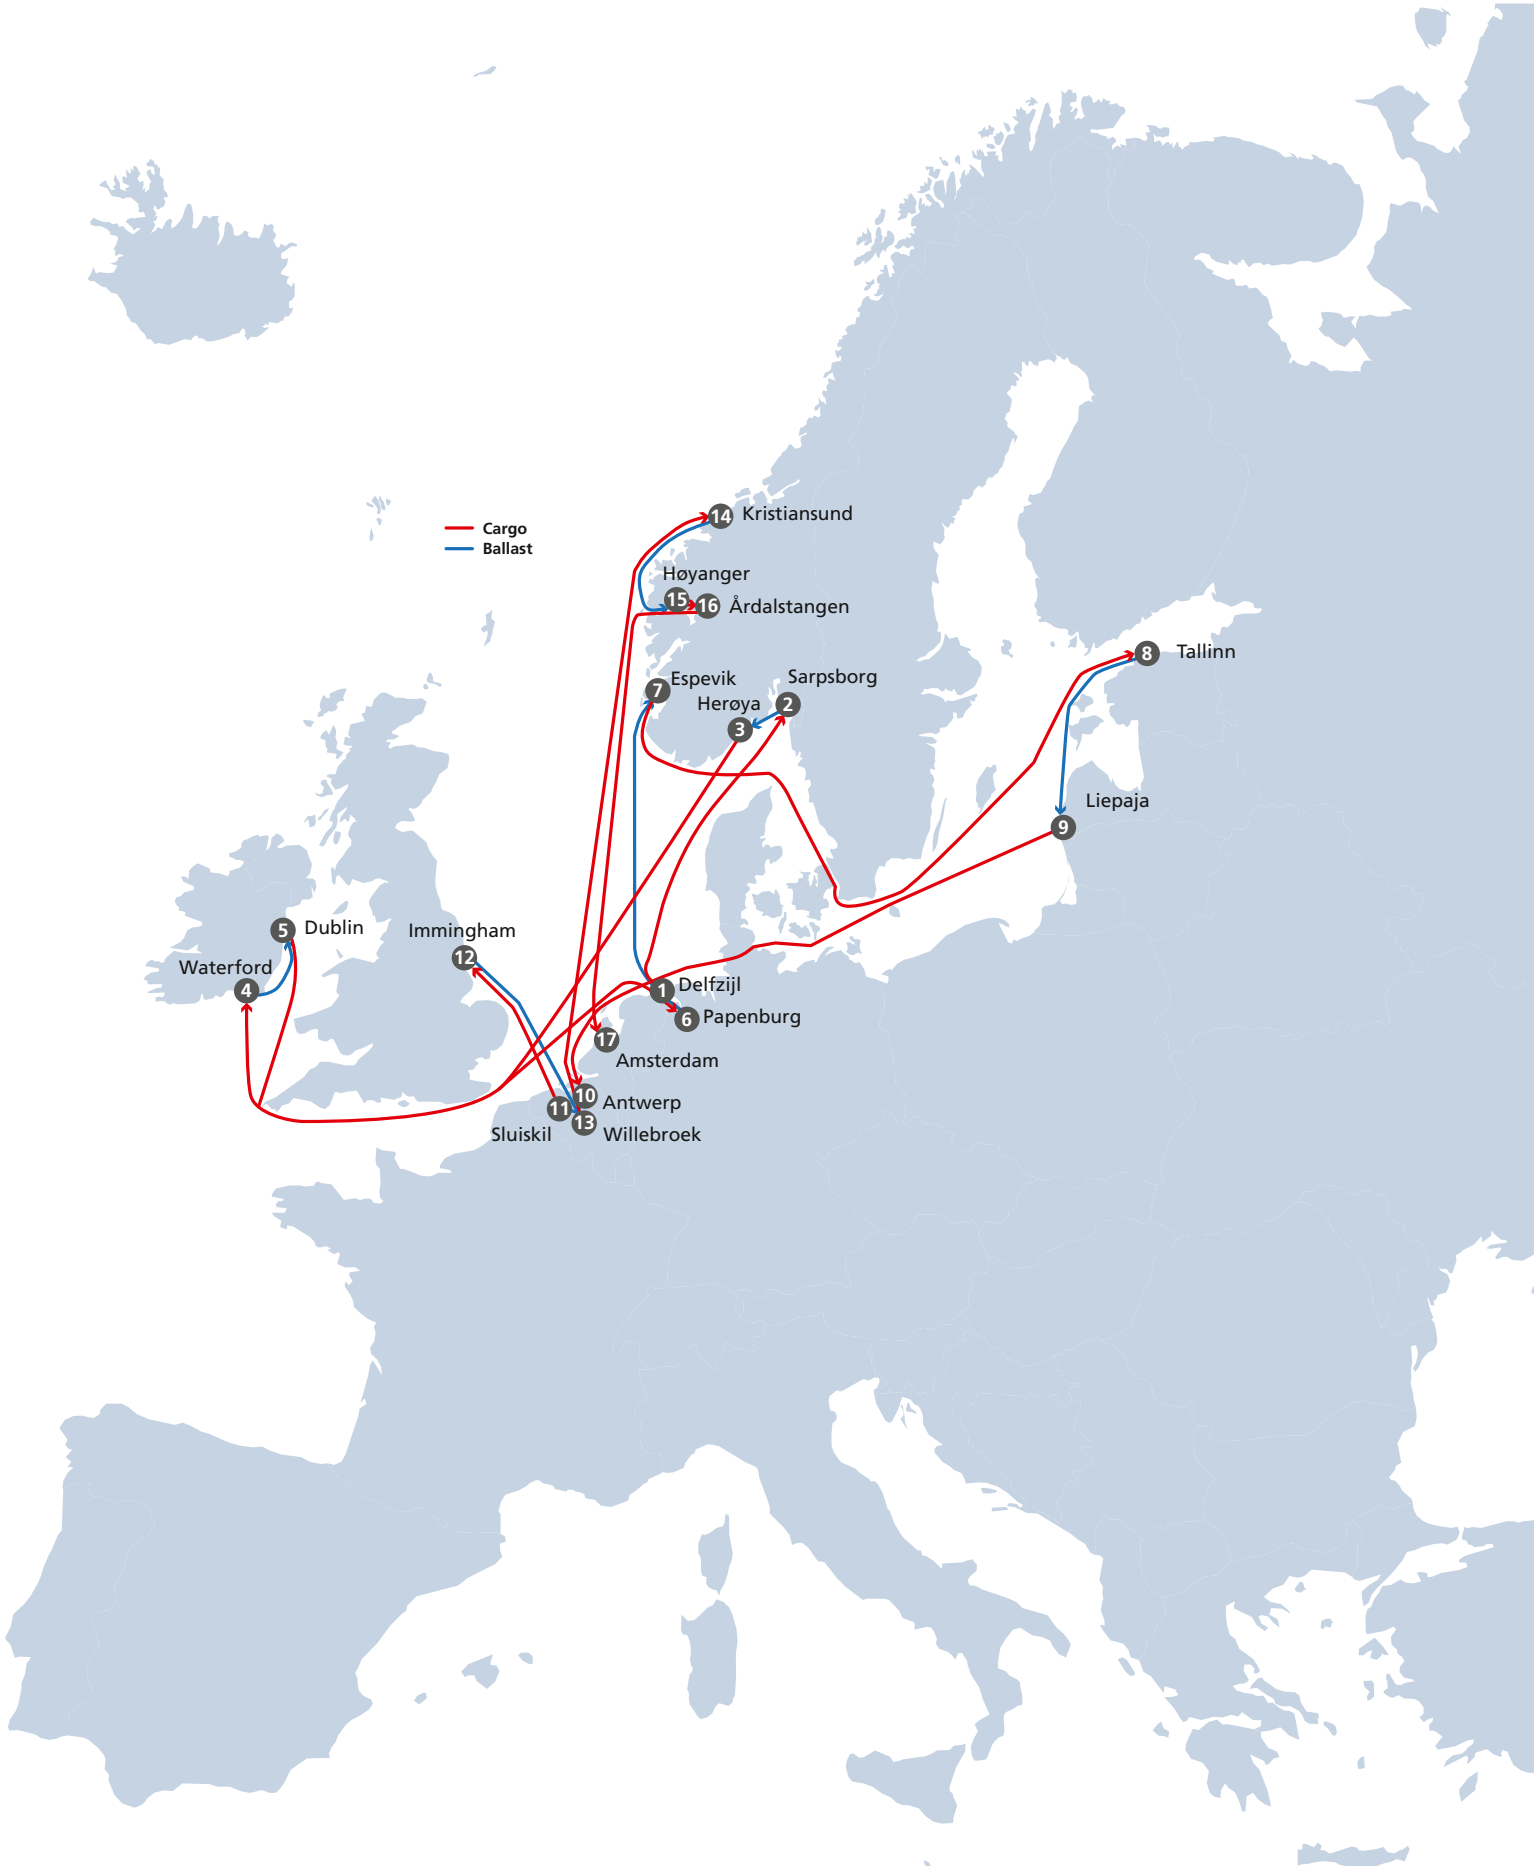 14 Kristiansund
Cargo
Ballast
Høyanger
15 16 Årdalstangen
8 Tallinn
Espevik
7
Sarpsborg
2
Herøya
3
Liepaja
9
5 Dublin
Immingham
12
Waterford
4
1 Delfzijl
6 Papenburg
17
Amsterdam
10 Antwerp
11
13
Sluiskil
Willebroek